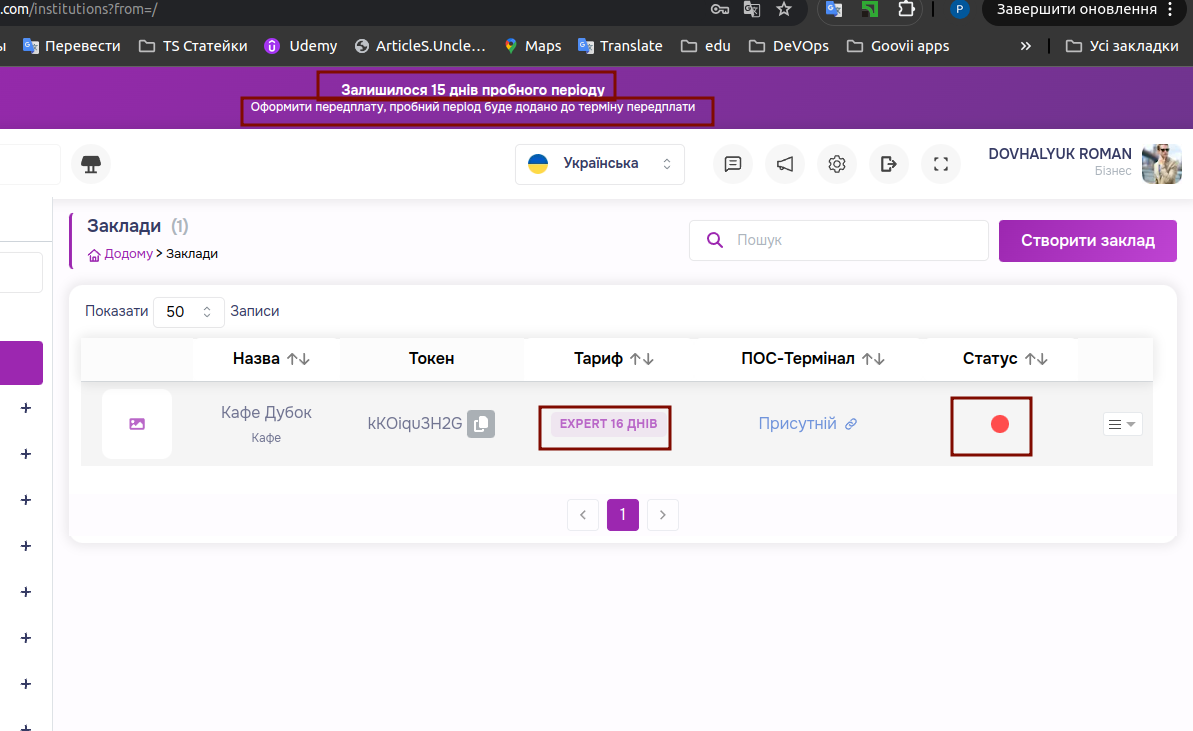 .com/institutions?from=/
P
Завершити оновлення
Перевести
TS Статейки
Udemy
ArticleS.Uncle...
Maps
Translate
edu
DeVOps
Goovii apps
»
Усі закладки
Залишилося 15 днів пробного періоду
Оформити передплату, пробний період буде додано до терміну передплати
Українська
DOVHALYUK ROMAN
Бізнес
Заклади (1)
Додому > Заклади
Пошук
Створити заклад
Показати 50 Записи
Назва Токен Тариф ПОС-Термінал Статус
Кафе Дубок
Кафе
kKOiqu3H2G
EXPERT 16 ДНІВ
Присутній
1